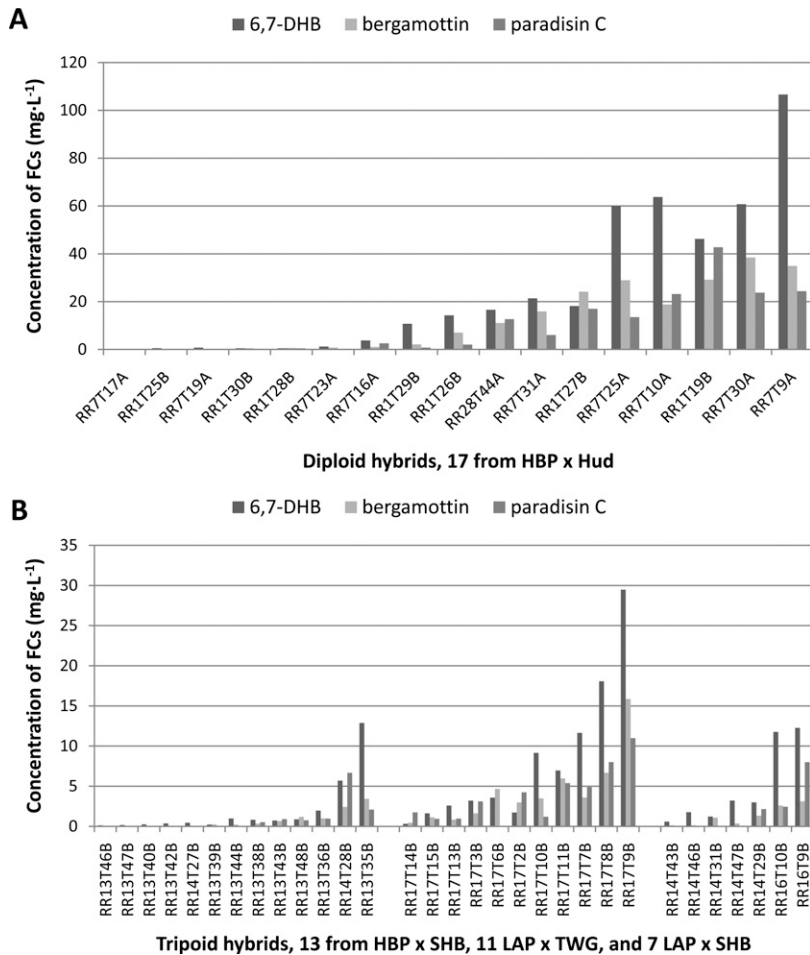 A
6,7-DHB bergamottin paradisin C
Concentration of FCs (mg·L-1)
120
100
80
60
40
20
0
RR7T17A
RR1T25B
RR7T19A
RR1T30B
RR1T28B
RR7T23A
RR7T16A
RR1T29B
RR1T26B
RR28T44A
RR7T31A
RR1T27B
RR7T25A
RR7T10A
RR1T19B
RR7T30A
RR7T9A
Diploid hybrids, 17 from HBP x Hud
B
6,7-DHB bergamottin paradisin C
Concentration of FCs (mg·L-1)
35
30
25
20
15
10
5
0
RR13T46B
RR13T47B
RR13T40B
RR13T42B
RR14T27B
RR13T39B
RR13T44B
RR13T38B
RR13T43B
RR13T48B
RR13T36B
RR14T28B
RR13T35B
RR17T14B
RR17T15B
RR17T13B
RR17T3B
RR17T6B
RR17T2B
RR17T10B
RR17T11B
RR17T7B
RR17T8B
RR17T9B
RR14T43B
RR14T46B
RR14T31B
RR14T47B
RR14T29B
RR16T10B
RR16T9B
Tripoid hybrids, 13 from HBP x SHB, 11 LAP x TWG, and 7 LAP x SHB